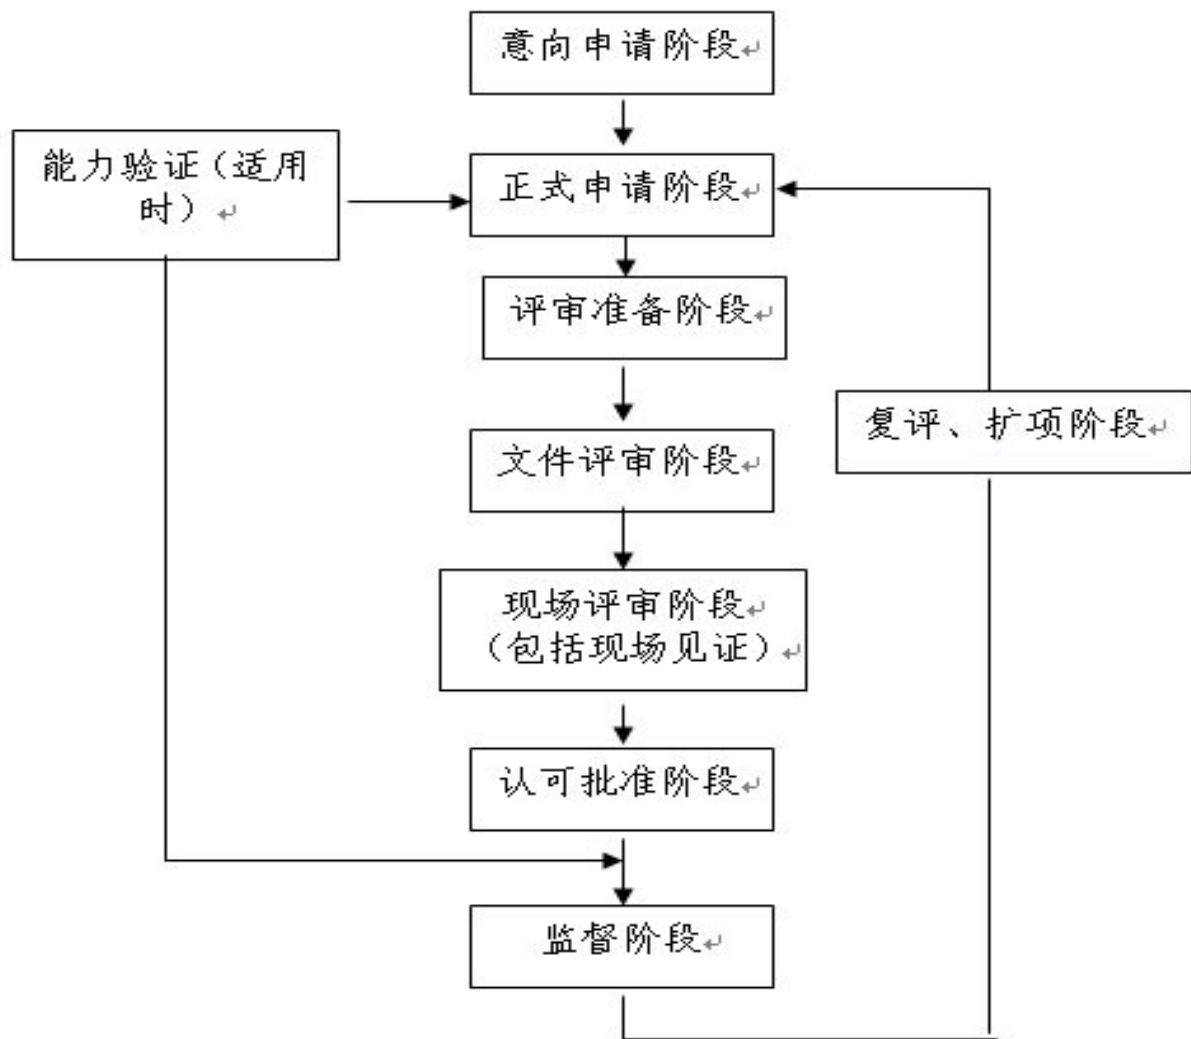 意向申请阶段
能力验证（适用
时）
正式申请阶段
评审准备阶段
复评、扩项阶段
文件评审阶段
现场评审阶段
（包括现场见证）
认可批准阶段
监督阶段